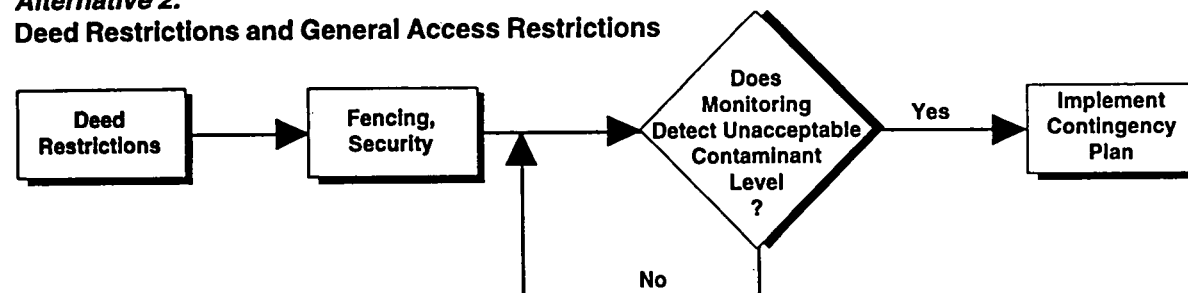 Alternative 2:
Deed Restrictions and General Access Restrictions
Deed
Restrictions
Fencing,
Security
Does
Monitoring
Detect Unacceptable
Contaminant
Level
?
Yes
Implement
Contingency
Plan
No